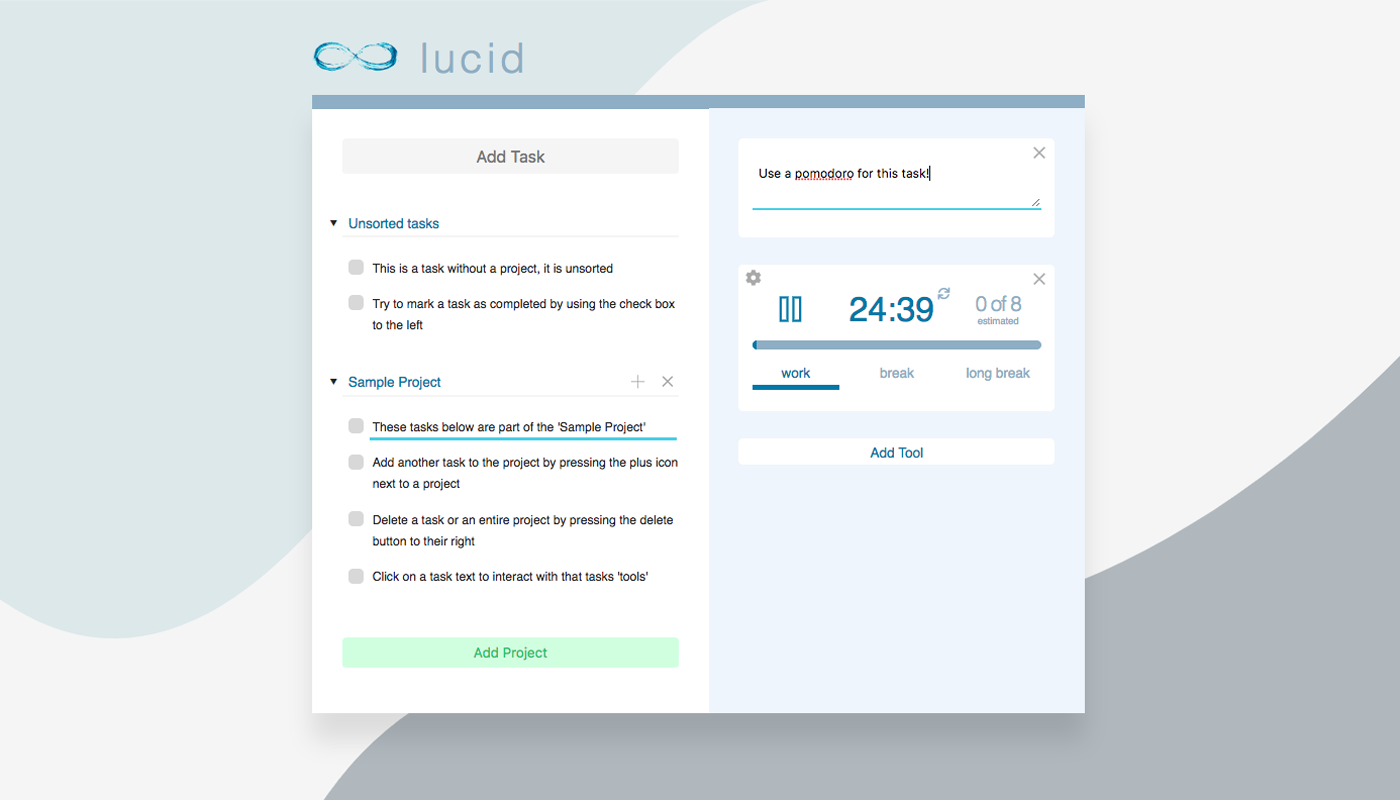 lucid
Add Task
Unsorted tasks
This is a task without a project, it is unsorted
Try to mark a task as completed by using the check box
to the left
Sample Project
These tasks below are part of the 'Sample Project'
Add another task to the project by pressing the plus icon
next to a project
Delete a task or an entire project by pressing the delete
button to their right
Click on a task text to interact with that tasks 'tools'
Add Project
Use a pomodoro for this task!
24:39
0 of 8
estimated
work
break
long break
Add Tool